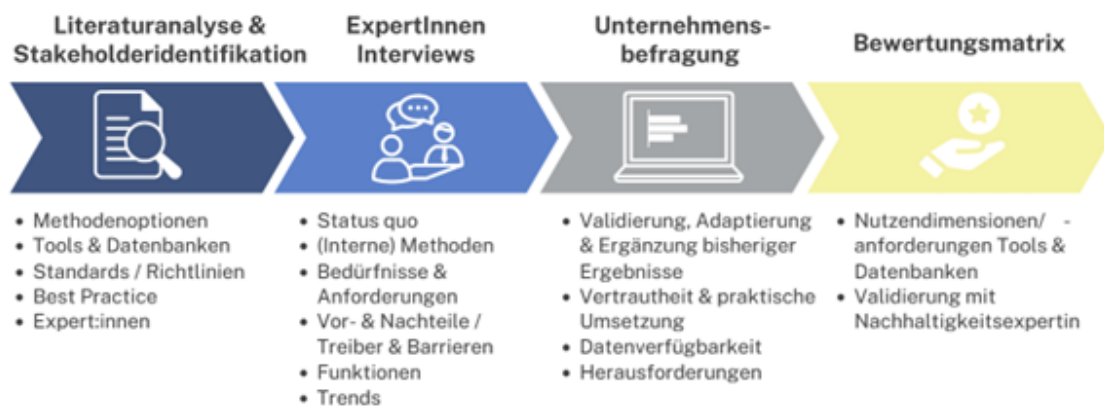 Literaturanalyse &
Stakeholderidentifikation
ExpertInnen
Interviews
Unternehmens-
befragung
Bewertungsmatrix
• Methodenoptionen
• Tools & Datenbanken
• Standards / Richtlinien
• Best Practice
• Expert:innen
• Status quo
• (Interne) Methoden
• Bedürfnisse &
Anforderungen
• Vor- & Nachteile /
Treiber & Barrieren
• Funktionen
• Trends
• Validierung, Adaptierung
& Ergänzung bisheriger
Ergebnisse
• Vertrautheit & praktische
Umsetzung
• Datenverfügbarkeit
• Herausforderungen
• Nutzendimensionen/ -
anforderungen Tools &
Datenbanken
• Validierung mit
Nachhaltigkeitsexpertin